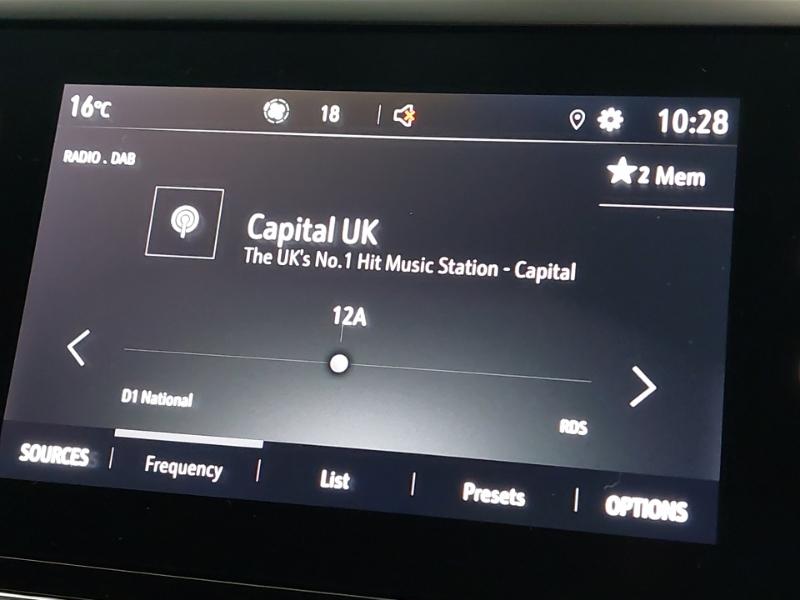 16°C 18 10:28
RADIO . DAB
2 Mem
Capital UK
The UK's No.1 Hit Music Station - Capital
12A
D1 National
RDS
SOURCES Frequency List Presets OPTIONS